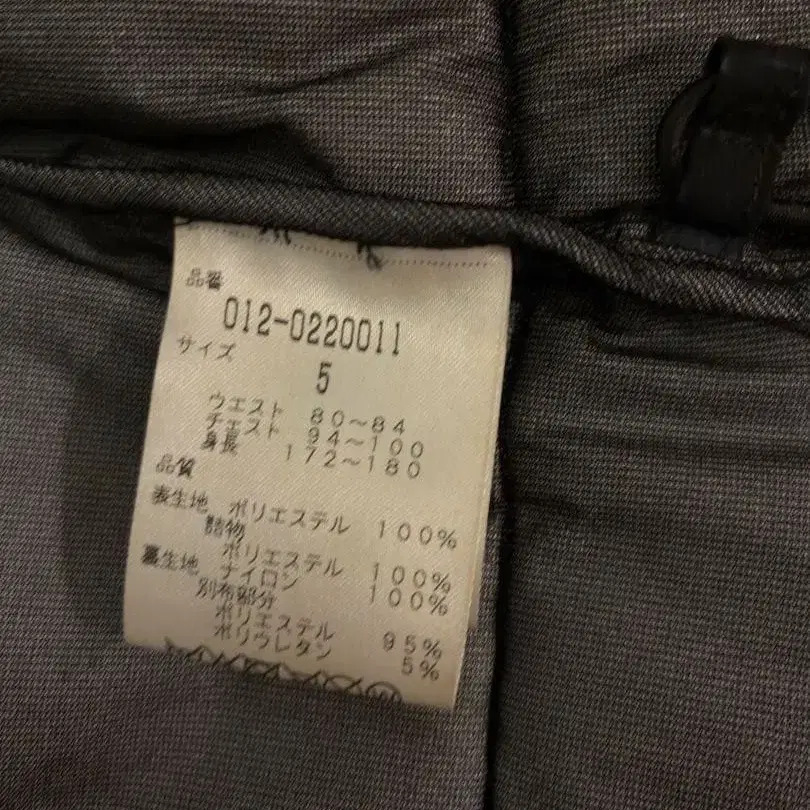 品番
012-0220011
サイズ
5
ウエスト 80〜84
チェスト 94〜100
身長 172〜180
品質
表生地 ポリエステル 100%
詰物
ポリエステル 100%
裏生地 ナイロン 100%
別布部分
ポリエステル 95%
ポリウレタン 5%